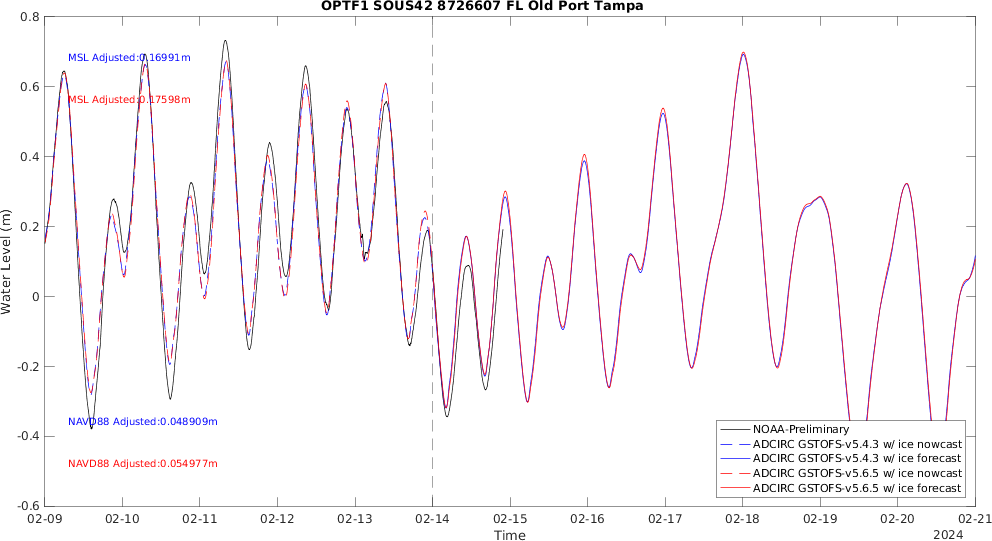 OPTF1 SOUS42 8726607 FL Old Port Tampa
0.8
0.6
0.4
0.2
0
-0.2
-0.4
-0.6
Water Level (m)
MSL Adjusted:0.16991m
MSL Adjusted:0.17598m
NAVD88 Adjusted:0.048909m
NAVD88 Adjusted:0.054977m
NOAA-Preliminary
ADCIRC GSTOFS-v5.4.3 w/ ice nowcast
ADCIRC GSTOFS-v5.4.3 w/ ice forecast
ADCIRC GSTOFS-v5.6.5 w/ ice nowcast
ADCIRC GSTOFS-v5.6.5 w/ ice forecast
02-09 02-10 02-11 02-12 02-13 02-14 02-15 02-16 02-17 02-18 02-19 02-20 02-21
Time
2024